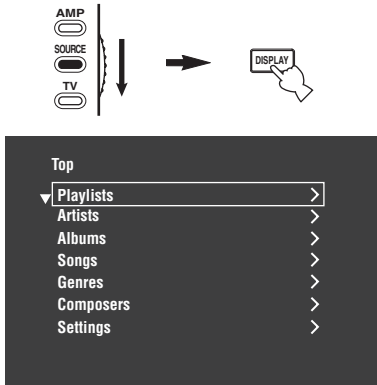 AMP
SOURCE
TV
DISPLAY
Top
Playlists
Artists
Albums
Songs
Genres
Composers
Settings